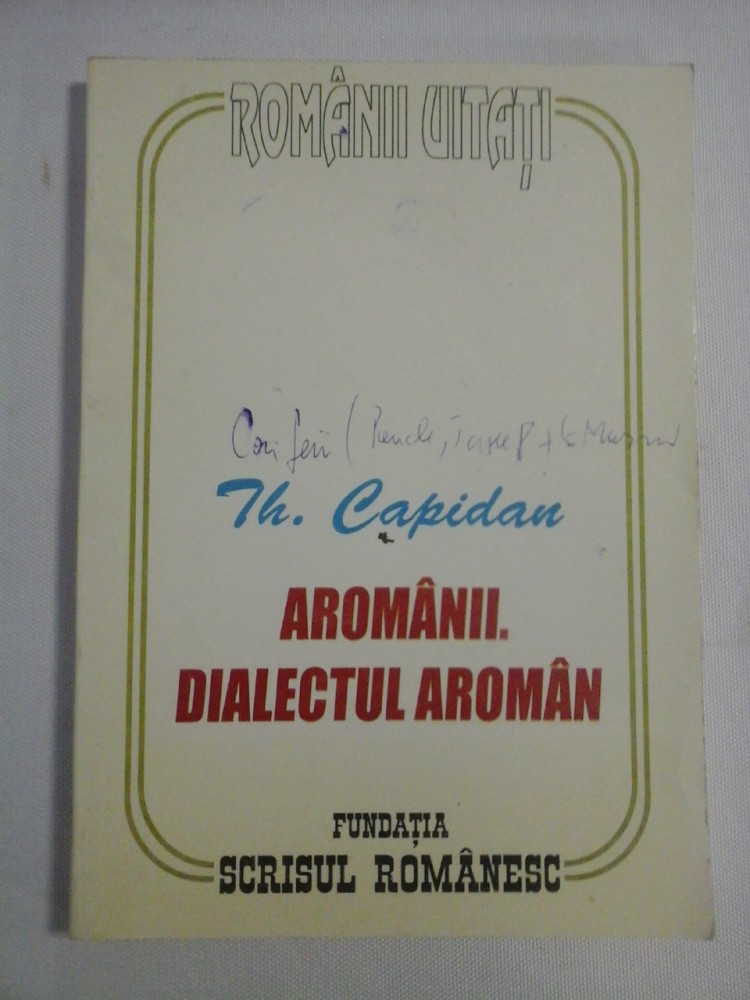 ROMÂNII UITAȚI
Th. Capidan
AROMÂNII.
DIALECTUL AROMÂN
FUNDAȚIA
SCRISUL ROMÂNESC